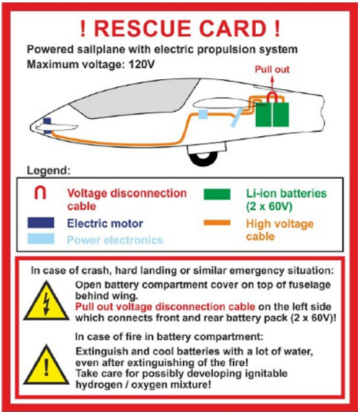 ! RESCUE CARD !
Powered sailplane with electric propulsion system
Maximum voltage: 120V
Pull out
Legend:
Voltage disconnection cable
Li-ion batteries (2 x 60V)
Electric motor
High voltage cable
Power electronics
In case of crash, hard landing or similar emergency situation:
Open battery compartment cover on top of fuselage
behind wing.
Pull out voltage disconnection cable on the left side
which connects front and rear battery pack (2 x 60V)!
In case of fire in battery compartment:
Extinguish and cool batteries with a lot of water,
even after extinguishing of the fire!
Take care for possibly developing ignitable
hydrogen / oxygen mixture!